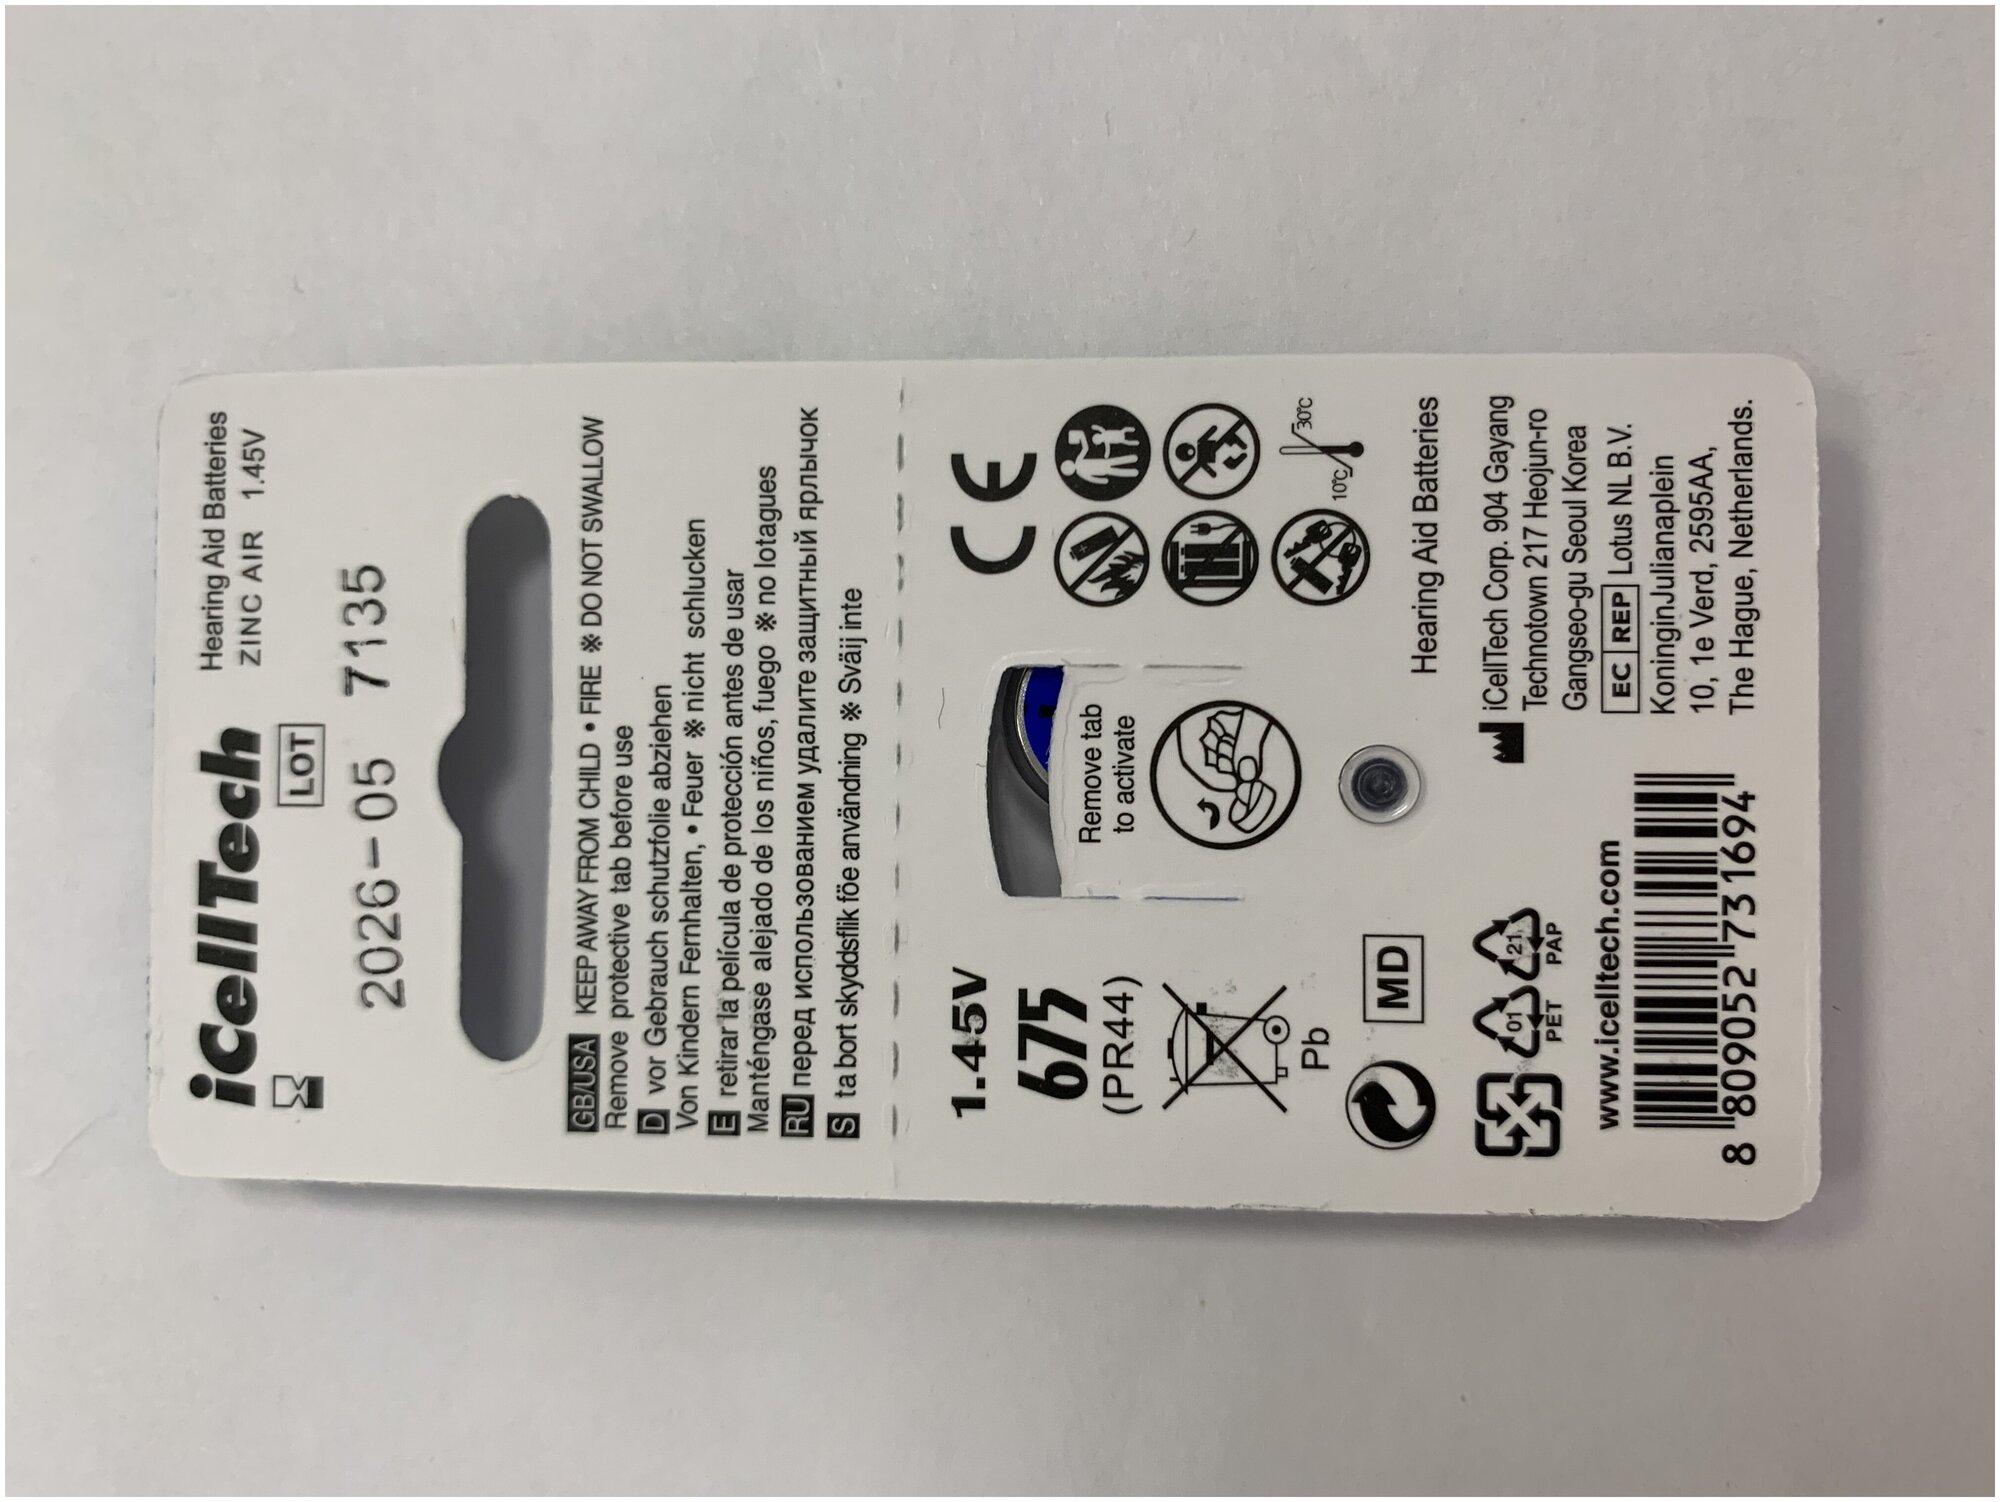 iCellTech
Hearing Aid Batteries
ZINC AIR 1.45V
LOT
2026-05 7135
GB/USA KEEP AWAY FROM CHILD • FIRE ※ DO NOT SWALLOW
Remove protective tab before use
D vor Gebrauch schutzfolie abziehen
Von Kindern Fernhalten, • Feuer ※ nicht schlucken
E retirar la película de protección antes de usar
Manténgase alejado de los niños, fuego ※ no lotagues
RU перед использованием удалите защитный ярлычок
S ta bort skyddsflik föe användning ※ Sväij inte
1.45V
675
(PR44)
Pb
MD
Remove tab
to activate
CE
10°C
30°C
01
PET
21
PAP
www.icelltech.com
8 809052 731694
Hearing Aid Batteries
iCellTech Corp. 904 Gayang
Technotown 217 Heojun-ro
Gangseo-gu Seoul Korea
EC REP Lotus NL B.V.
KoninginJulianaplein
10, 1e Verd, 2595AA,
The Hague, Netherlands.